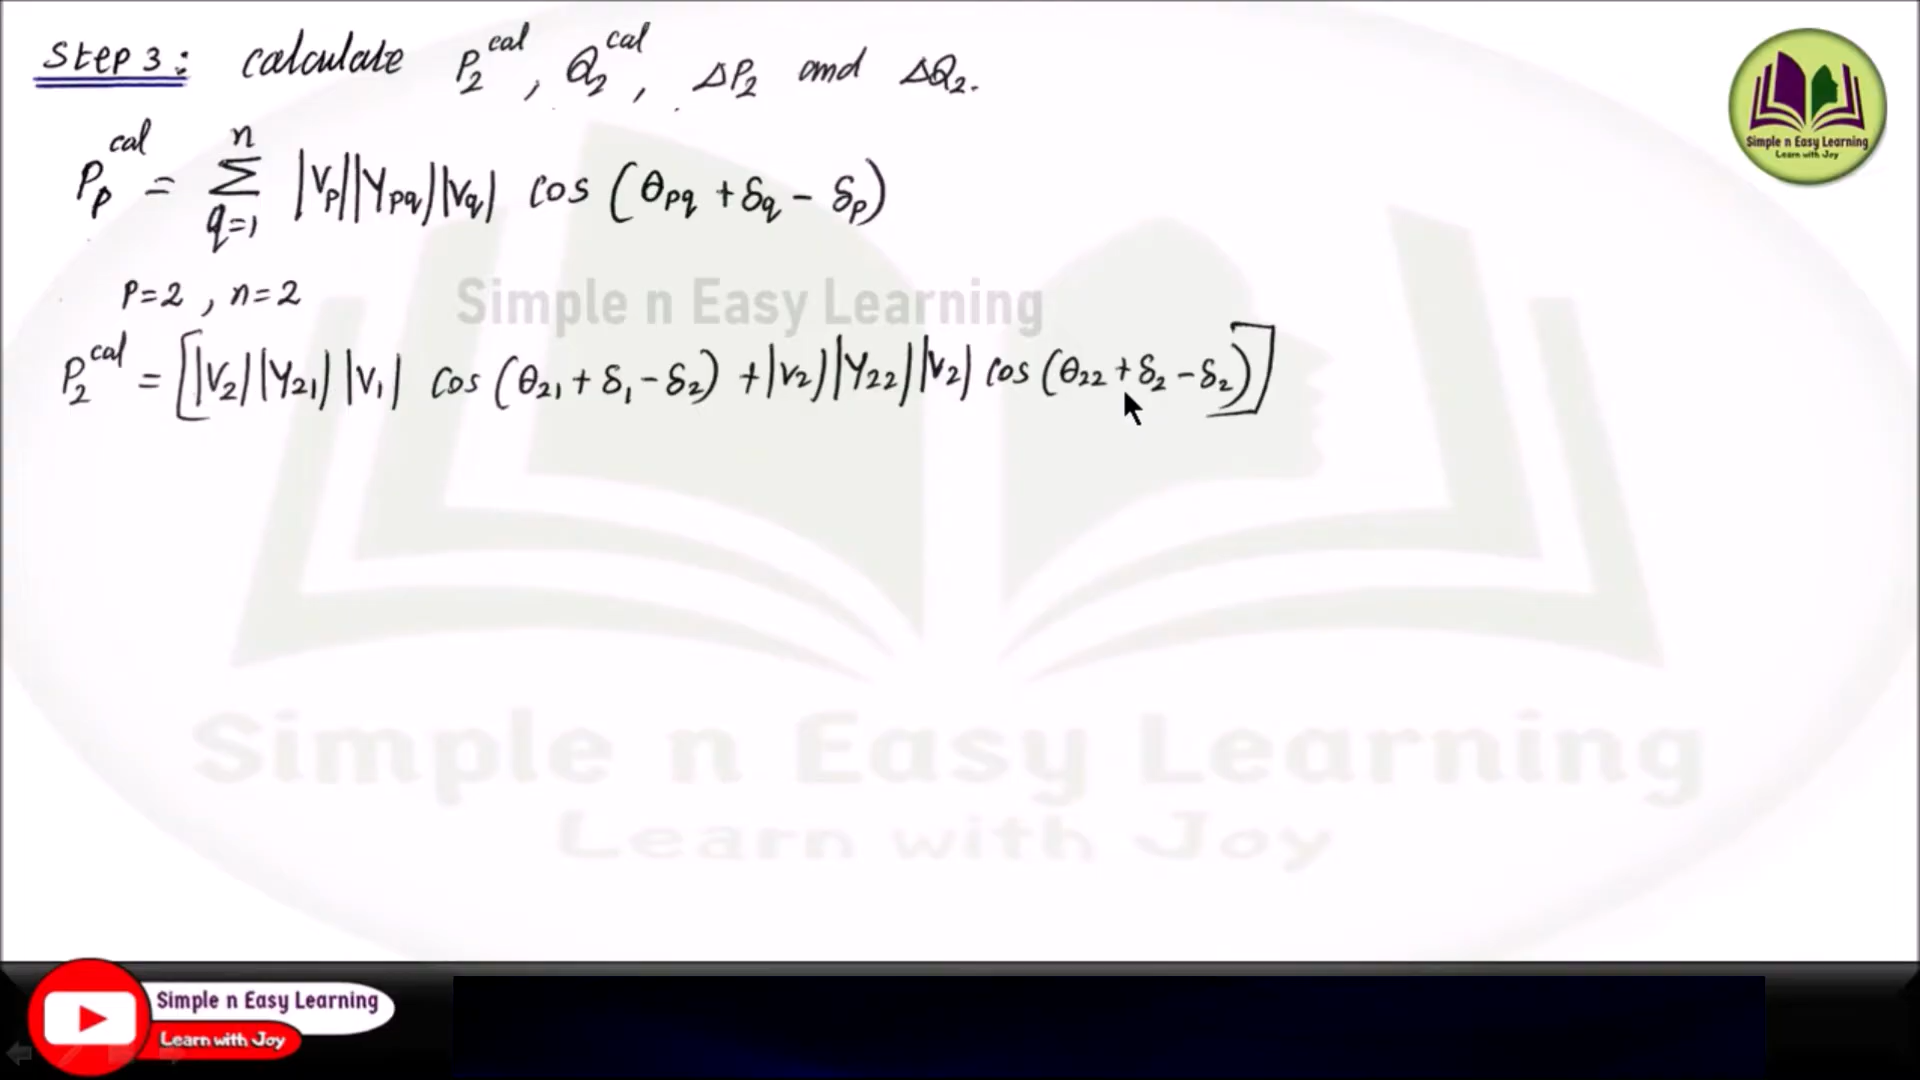 Step 3: calculate P₂^cal, Q₂^cal, ΔP₂ and ΔQ₂.
Pₚ^cal = Σ_{q=1}^{n} |Vp||Ypq||Vq| cos (θpq + δq - δp)
P=2, n=2
P₂^cal = [|V₂||Y₂₁||V₁| cos (θ₂₁ + δ₁ - δ₂) + |V₂||Y₂₂||V₂| cos (θ₂₂ + δ₂ - δ₂)]
Simple n Easy Learning
Learn with Joy
Simple n Easy Learning
Simple n Easy Learning
Learn with Joy
Simple n Easy Learning
Learn with Joy